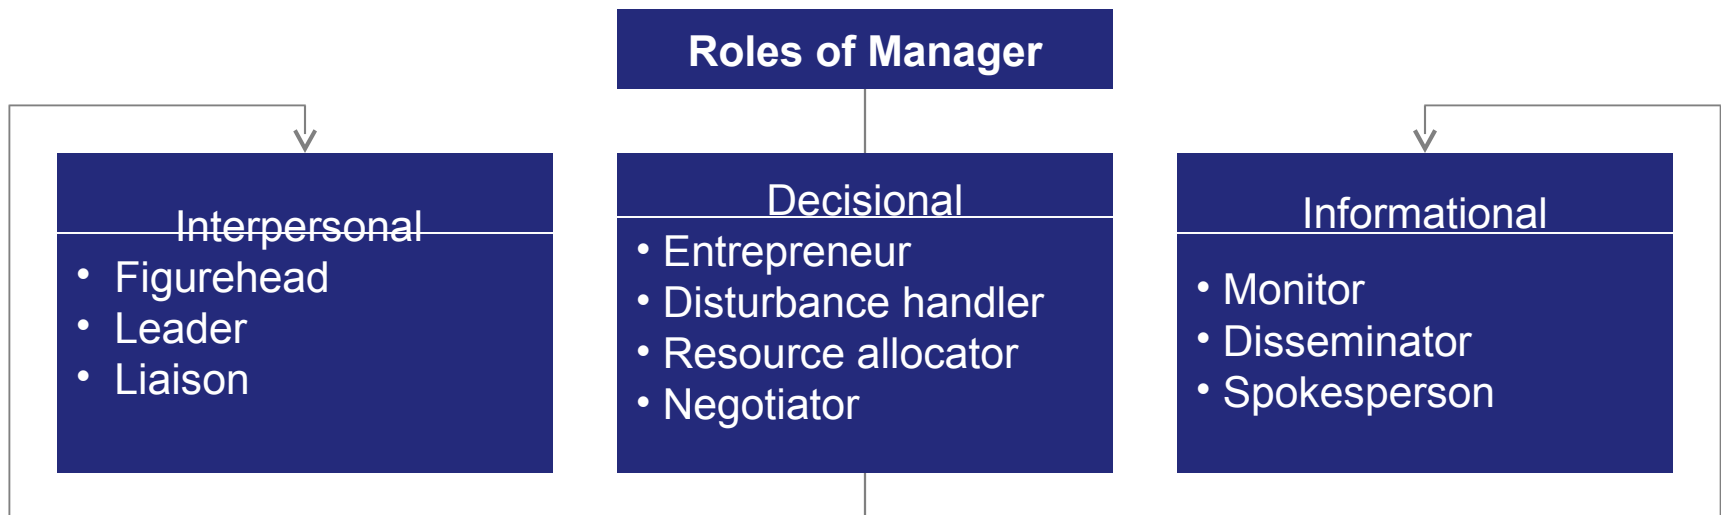 Roles of Manager
Interpersonal
• Figurehead
• Leader
• Liaison
Decisional
• Entrepreneur
• Disturbance handler
• Resource allocator
• Negotiator
Informational
• Monitor
• Disseminator
• Spokesperson